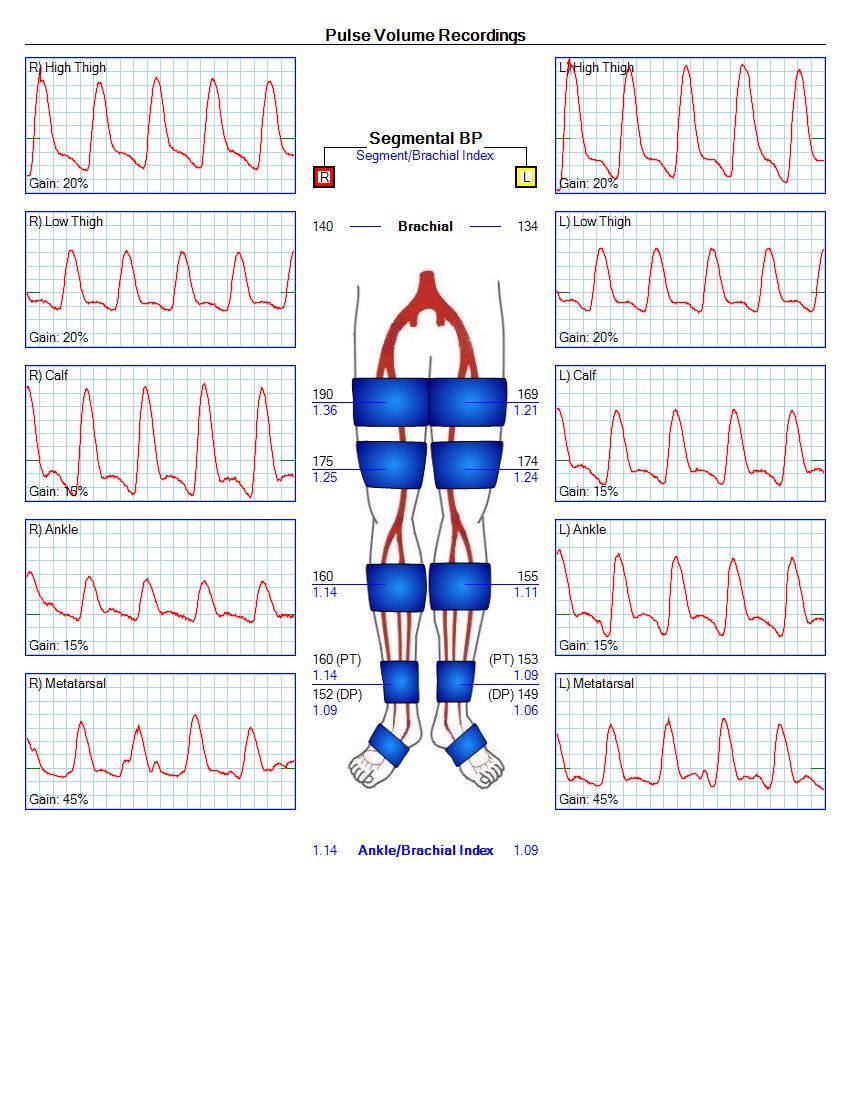 Pulse Volume Recordings
R) High Thigh
Gain: 20%
L) High Thigh
Gain: 20%
Segmental BP
Segment/Brachial Index
R
L
140 Brachial 134
R) Low Thigh
Gain: 20%
L) Low Thigh
Gain: 20%
R) Calf
Gain: 15%
L) Calf
Gain: 15%
190
1.36
169
1.21
175
1.25
174
1.24
R) Ankle
Gain: 15%
L) Ankle
Gain: 15%
160
1.14
155
1.11
160 (PT)
1.14
152 (DP)
1.09
(PT) 153
1.09
(DP) 149
1.06
R) Metatarsal
Gain: 45%
L) Metatarsal
Gain: 45%
1.14 Ankle/Brachial Index 1.09